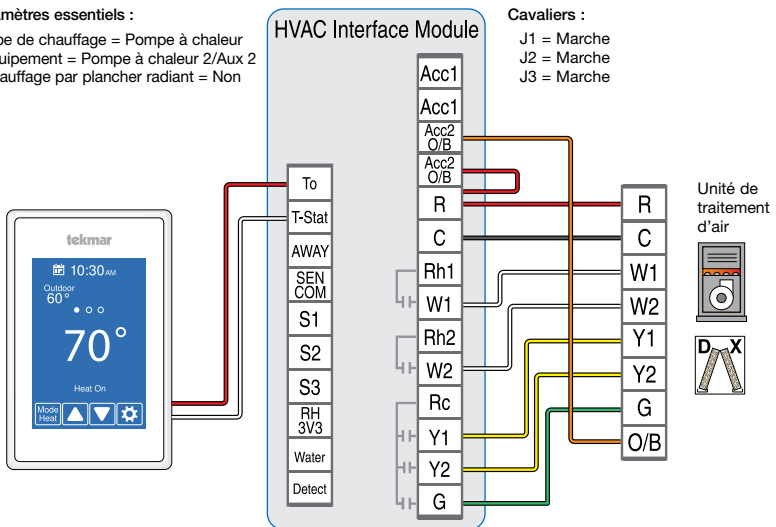 amètres essentiels :
pe de chauffage = Pompe à chaleur
uipement = Pompe à chaleur 2/Aux 2
auffage par plancher radiant = Non
HVAC Interface Module
Cavaliers :
J1 = Marche
J2 = Marche
J3 = Marche
Acc1
Acc1
Acc2
O/B
Acc2
O/B
R
C
Rh1
W1
Rh2
W2
Rc
Y1
Y2
G
To
T-Stat
AWAY
SEN
COM
S1
S2
S3
RH
3V3
Water
Detect
R
C
W1
W2
Y1
Y2
G
O/B
Unité de
traitement
d'air
D X
tekmar
10:30 AM
Outdoor
60°
70°
Heat On
Mode
Heat